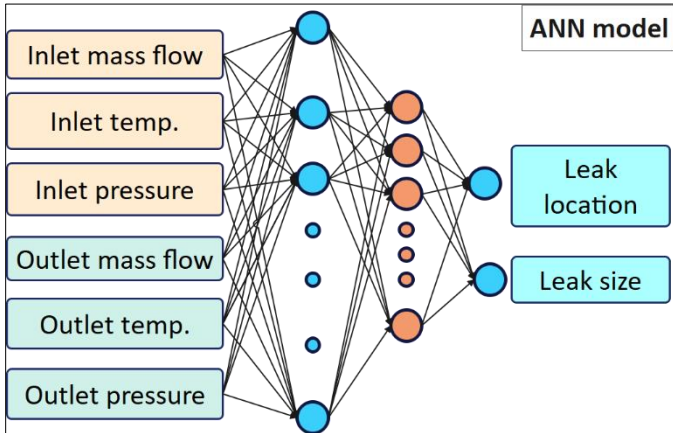 ANN model
Inlet mass flow
Inlet temp.
Inlet pressure
Outlet mass flow
Outlet temp.
Outlet pressure
Leak
location
Leak size